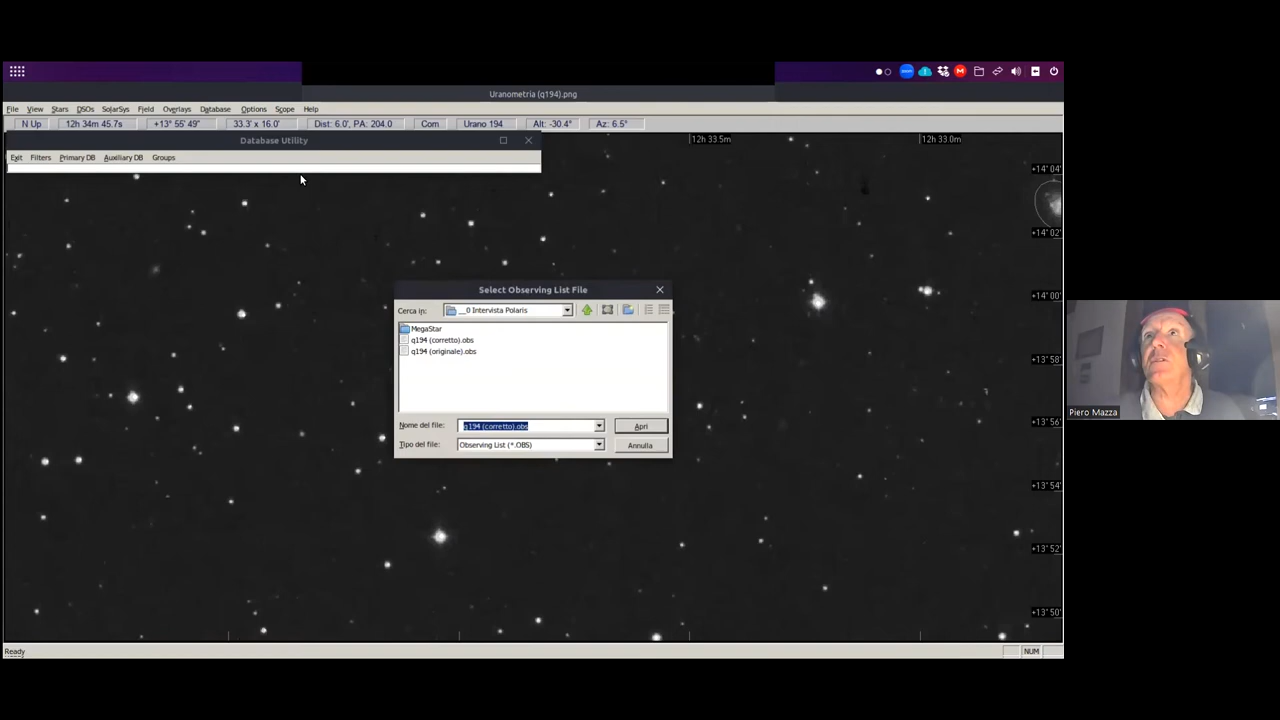 Uranometria (q194).png
File View Stars DSOs SolarSys Field Overlays Database Options Scope Help
N Up 12h 34m 45.7s +13° 55' 49" 33.3' x 16.0' Dist: 6.0', PA: 204.0 Com Urano 194 Alt: -30.4° Az: 6.5°
Database Utility
12h 33.5m 12h 33.0m
Exit Filters Primary DB Auxiliary DB Groups
+14° 04'
+14° 02'
Select Observing List File
+14° 00'
Cerca in: __0 Intervista Polaris
MegaStar
q194 (corretto).obs
q194 (originale).obs
+13° 58'
+13° 56'
Nome del file: q194 (corretto).obs Apri
Tipo del file: Observing List (*.OBS) Annulla
+13° 54'
+13° 52'
+13° 50'
Ready NUM
zoom
M
Piero Mazza